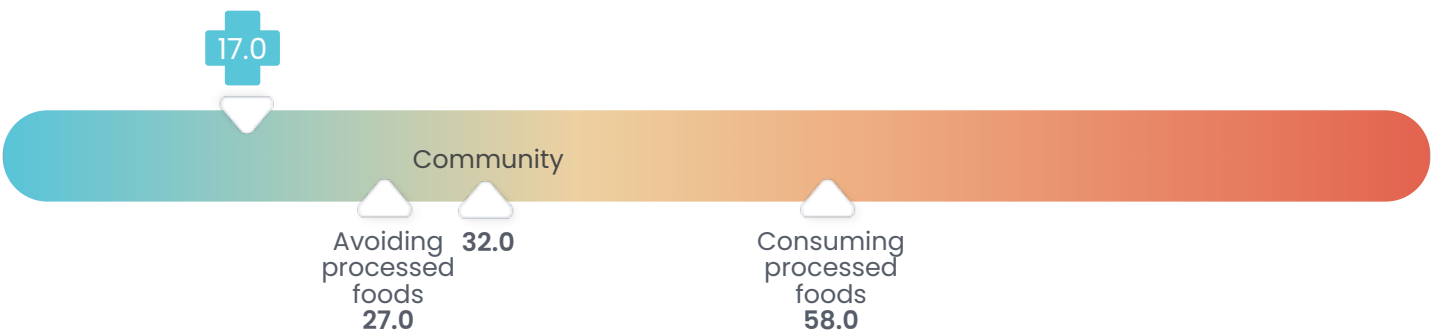 17.0
Community
32.0
Avoiding
processed
foods
27.0
Consuming
processed
foods
58.0